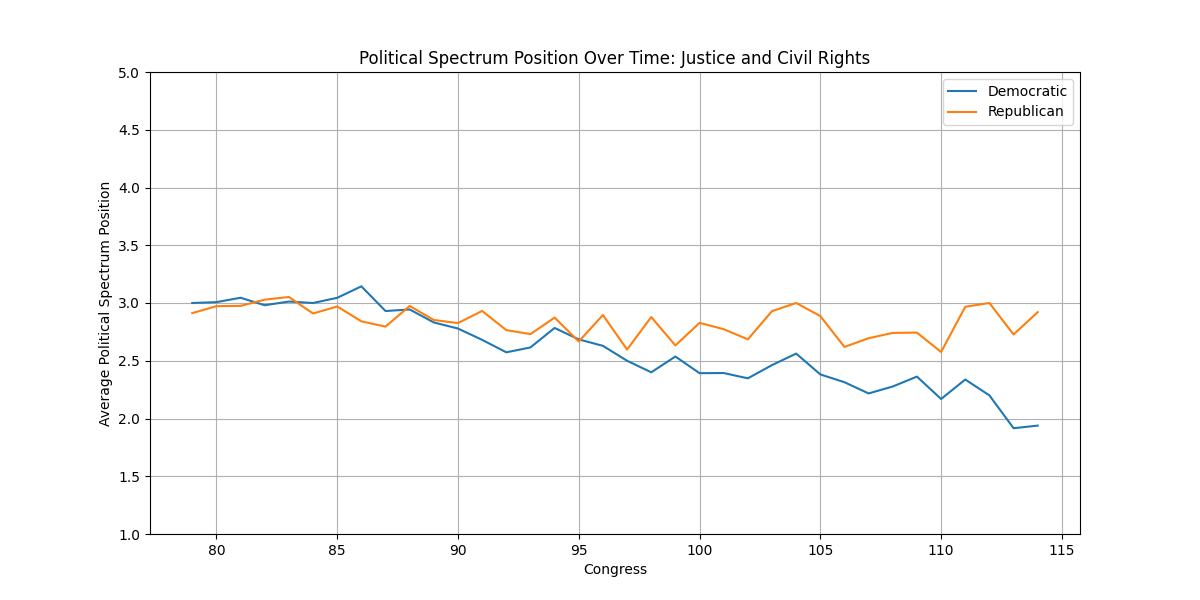 Political Spectrum Position Over Time: Justice and Civil Rights
Democratic
Republican
Average Political Spectrum Position
5.0
4.5
4.0
3.5
3.0
2.5
2.0
1.5
1.0
80 85 90 95 100 105 110 115
Congress